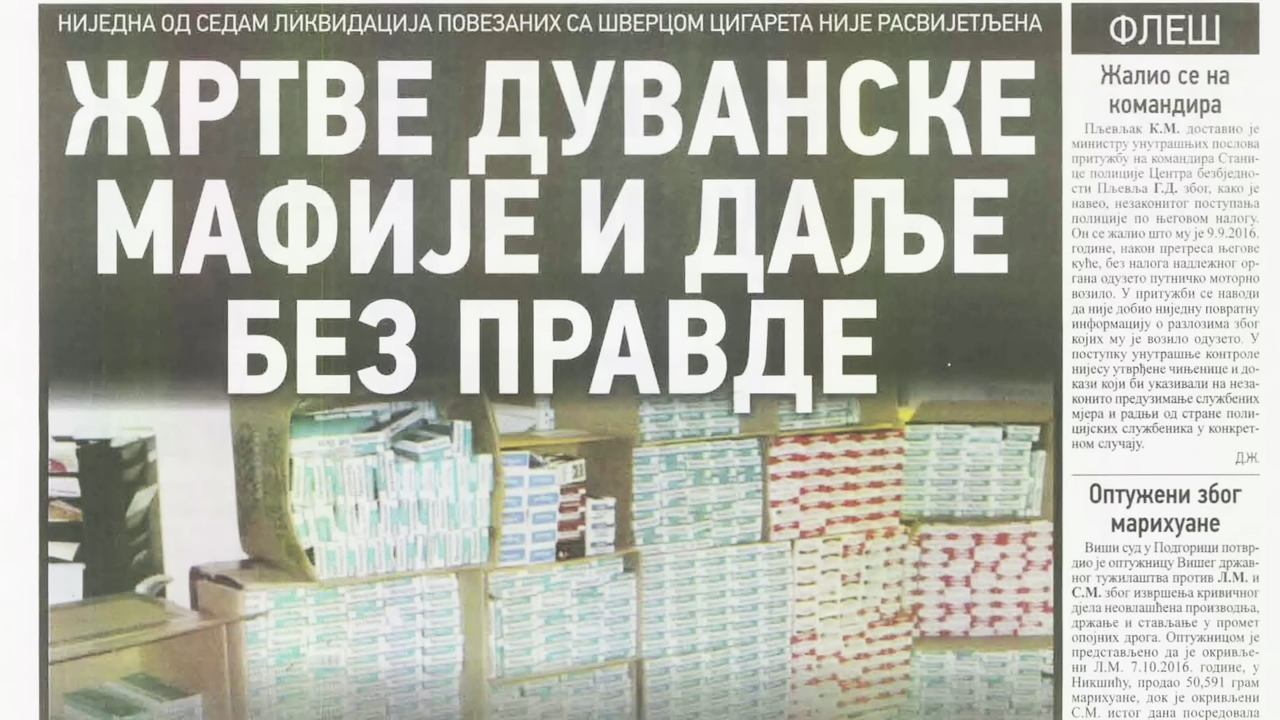 НИЈЕДНА ОД СЕДАМ ЛИКВИДАЦИЈА ПОВЕЗАНИХ СА ШВЕРЦОМ ЦИГАРЕТА НИЈЕ РАСВИЈЕТЉЕНА
ЖРТВЕ ДУВАНСКЕ
МАФИЈЕ И ДАЉЕ
БЕЗ ПРАВДЕ
ФЛЕШ
Жалио се на
командира
Пљевљак К.М. доставио је
министру унутрашњих послова
притужбу на командира Стани-
це полиције Центра безбједно-
сти Пљевља Г.Д. због, како је
навео, незаконитог поступања
полиције по његовом налогу.
Он се жалио што му је 9.9.2016.
године, након претреса његове
куће, без налога надлежног ор-
гана одузето путничко моторно
возило. У притужби се наводи
да није добио ниједну повратну
информацију о разлозима због
којих му је возило одузето. У
поступку унутрашње контроле
нијесу утврђене чињенице и до-
кази који би указивали на неза-
конито предузимање службених
мјера и радњи од стране поли-
цијских службеника у конкрет-
ном случају.
Д.Ж.
Оптужени због
марихуане
Виши суд у Подгорици потвр-
дио је оптужницу Вишег држав-
ног тужилаштва против Л.М. и
С.М. због извршења кривичног
дјела неовлашћена производња,
држање и стављање у промет
опојних дрога. Оптужницом је
представљено да је окривље-
ни Л.М. 7.10.2016. године, у
Никшићу, продао 50,591 грам
марихуане, док је окривљени
С.М. истог дана посредовала